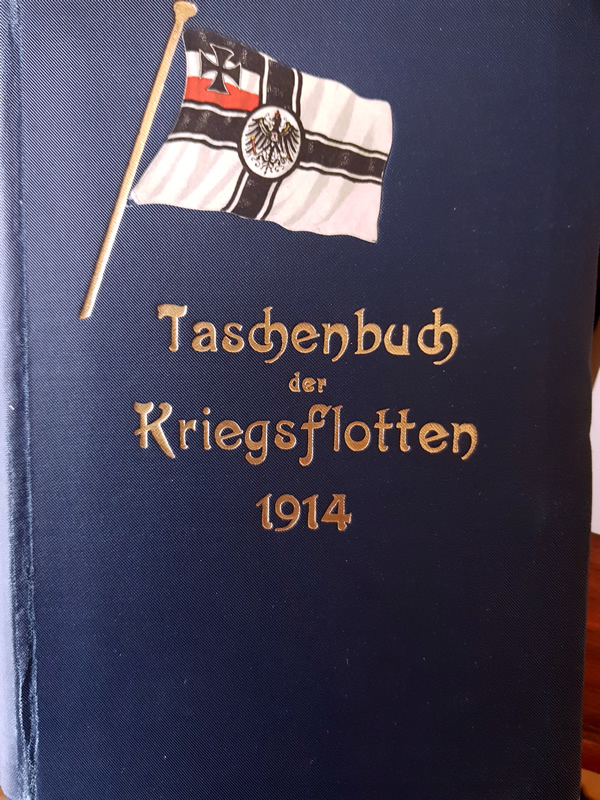 Taschenbuch
der
Kriegsflotten
1914